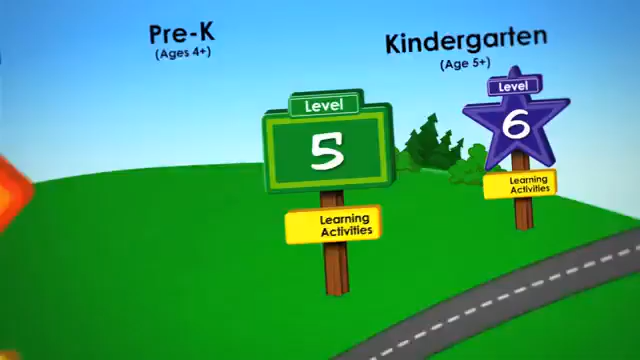 Pre-K
(Ages 4+)
Kindergarten
(Age 5+)
Level
5
Learning
Activities
Level
6
Learning
Activities